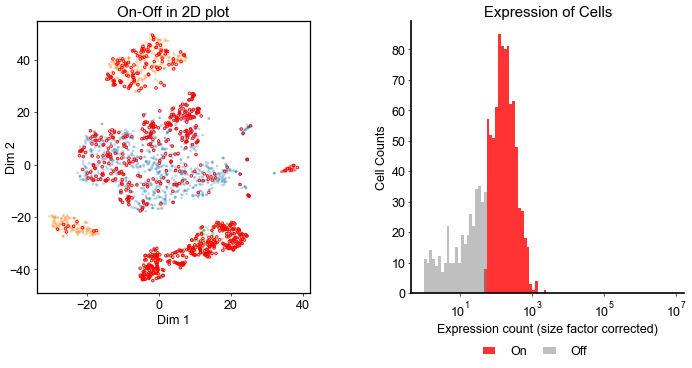 On-Off in 2D plot
Dim 2
40
20
0
−20
−40
−20
0
20
40
Dim 1
Expression of Cells
Cell Counts
80
70
60
50
40
30
20
10
0
10^1
10^3
10^5
10^7
Expression count (size factor corrected)
On
Off